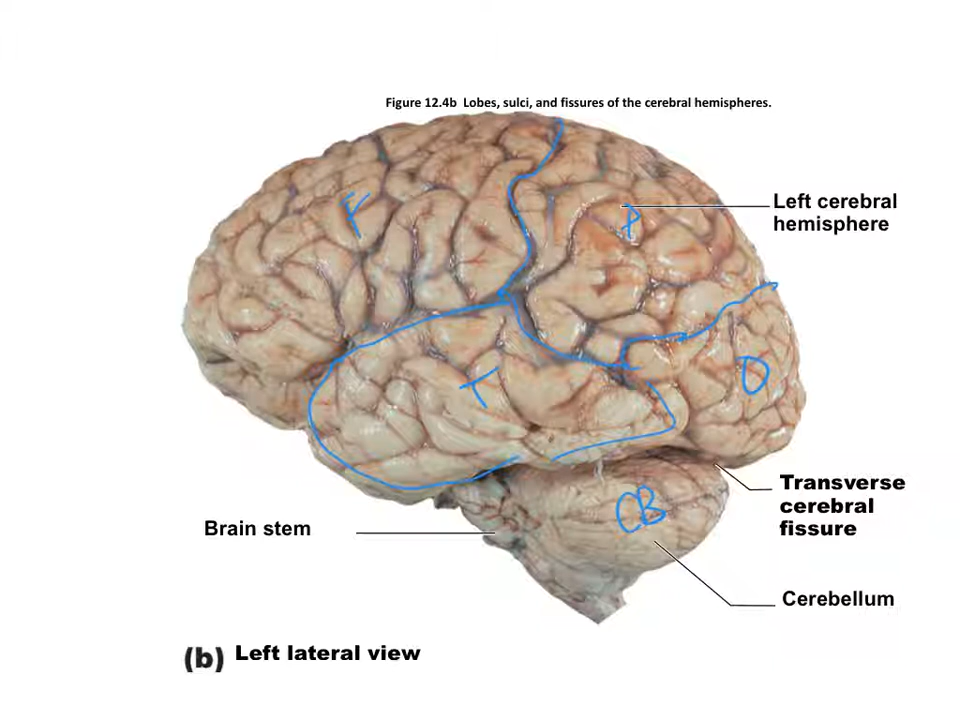 Figure 12.4b Lobes, sulci, and fissures of the cerebral hemispheres.
F
P
Left cerebral
hemisphere
T
O
CB
Transverse
cerebral
fissure
Brain stem
Cerebellum
(b) Left lateral view